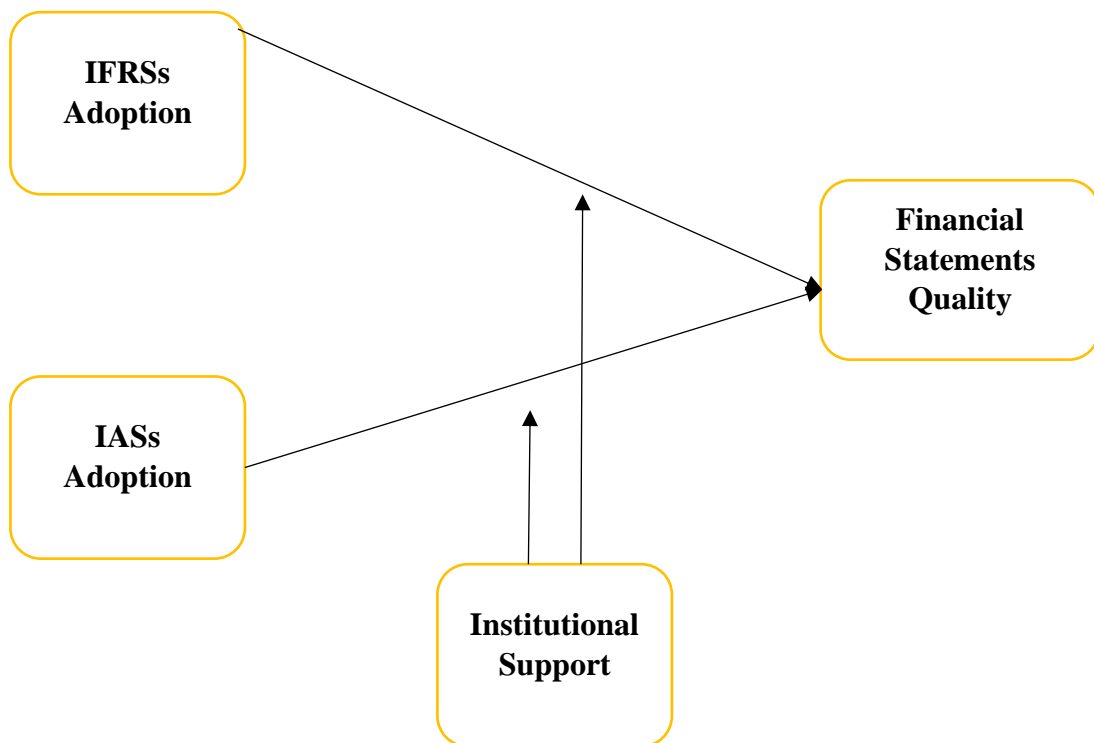 IFRSs
Adoption
Financial
Statements
Quality
IASs
Adoption
Institutional
Support